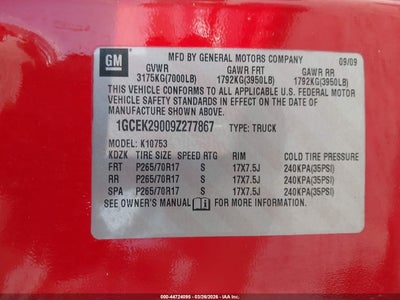 GM
MFD BY GENERAL MOTORS COMPANY 09/09
GVWR GAWR FRT GAWR RR
3175KG(7000LB) 1792KG(3950LB) 1792KG(3950LB)
THIS VEHICLE CONFORMS TO ALL APPLICABLE U.S. FEDERAL MOTOR
VEHICLE SAFETY STANDARDS IN EFFECT ON THE DATE OF
MANUFACTURE SHOWN ABOVE.
1GCEK29009Z277867 TYPE: TRUCK
MODEL: K10753
KDZK TIRE SIZE SPEED RTG RIM COLD TIRE PRESSURE
FRT P265/70R17 S 17X7.5J 240KPA(35PSI)
RR P265/70R17 S 17X7.5J 240KPA(35PSI)
SPA P265/70R17 S 17X7.5J 240KPA(35PSI)
SEE OWNER'S MANUAL FOR MORE INFORMATION.
000-44724095 - 03/26/2026 - IAA Inc.